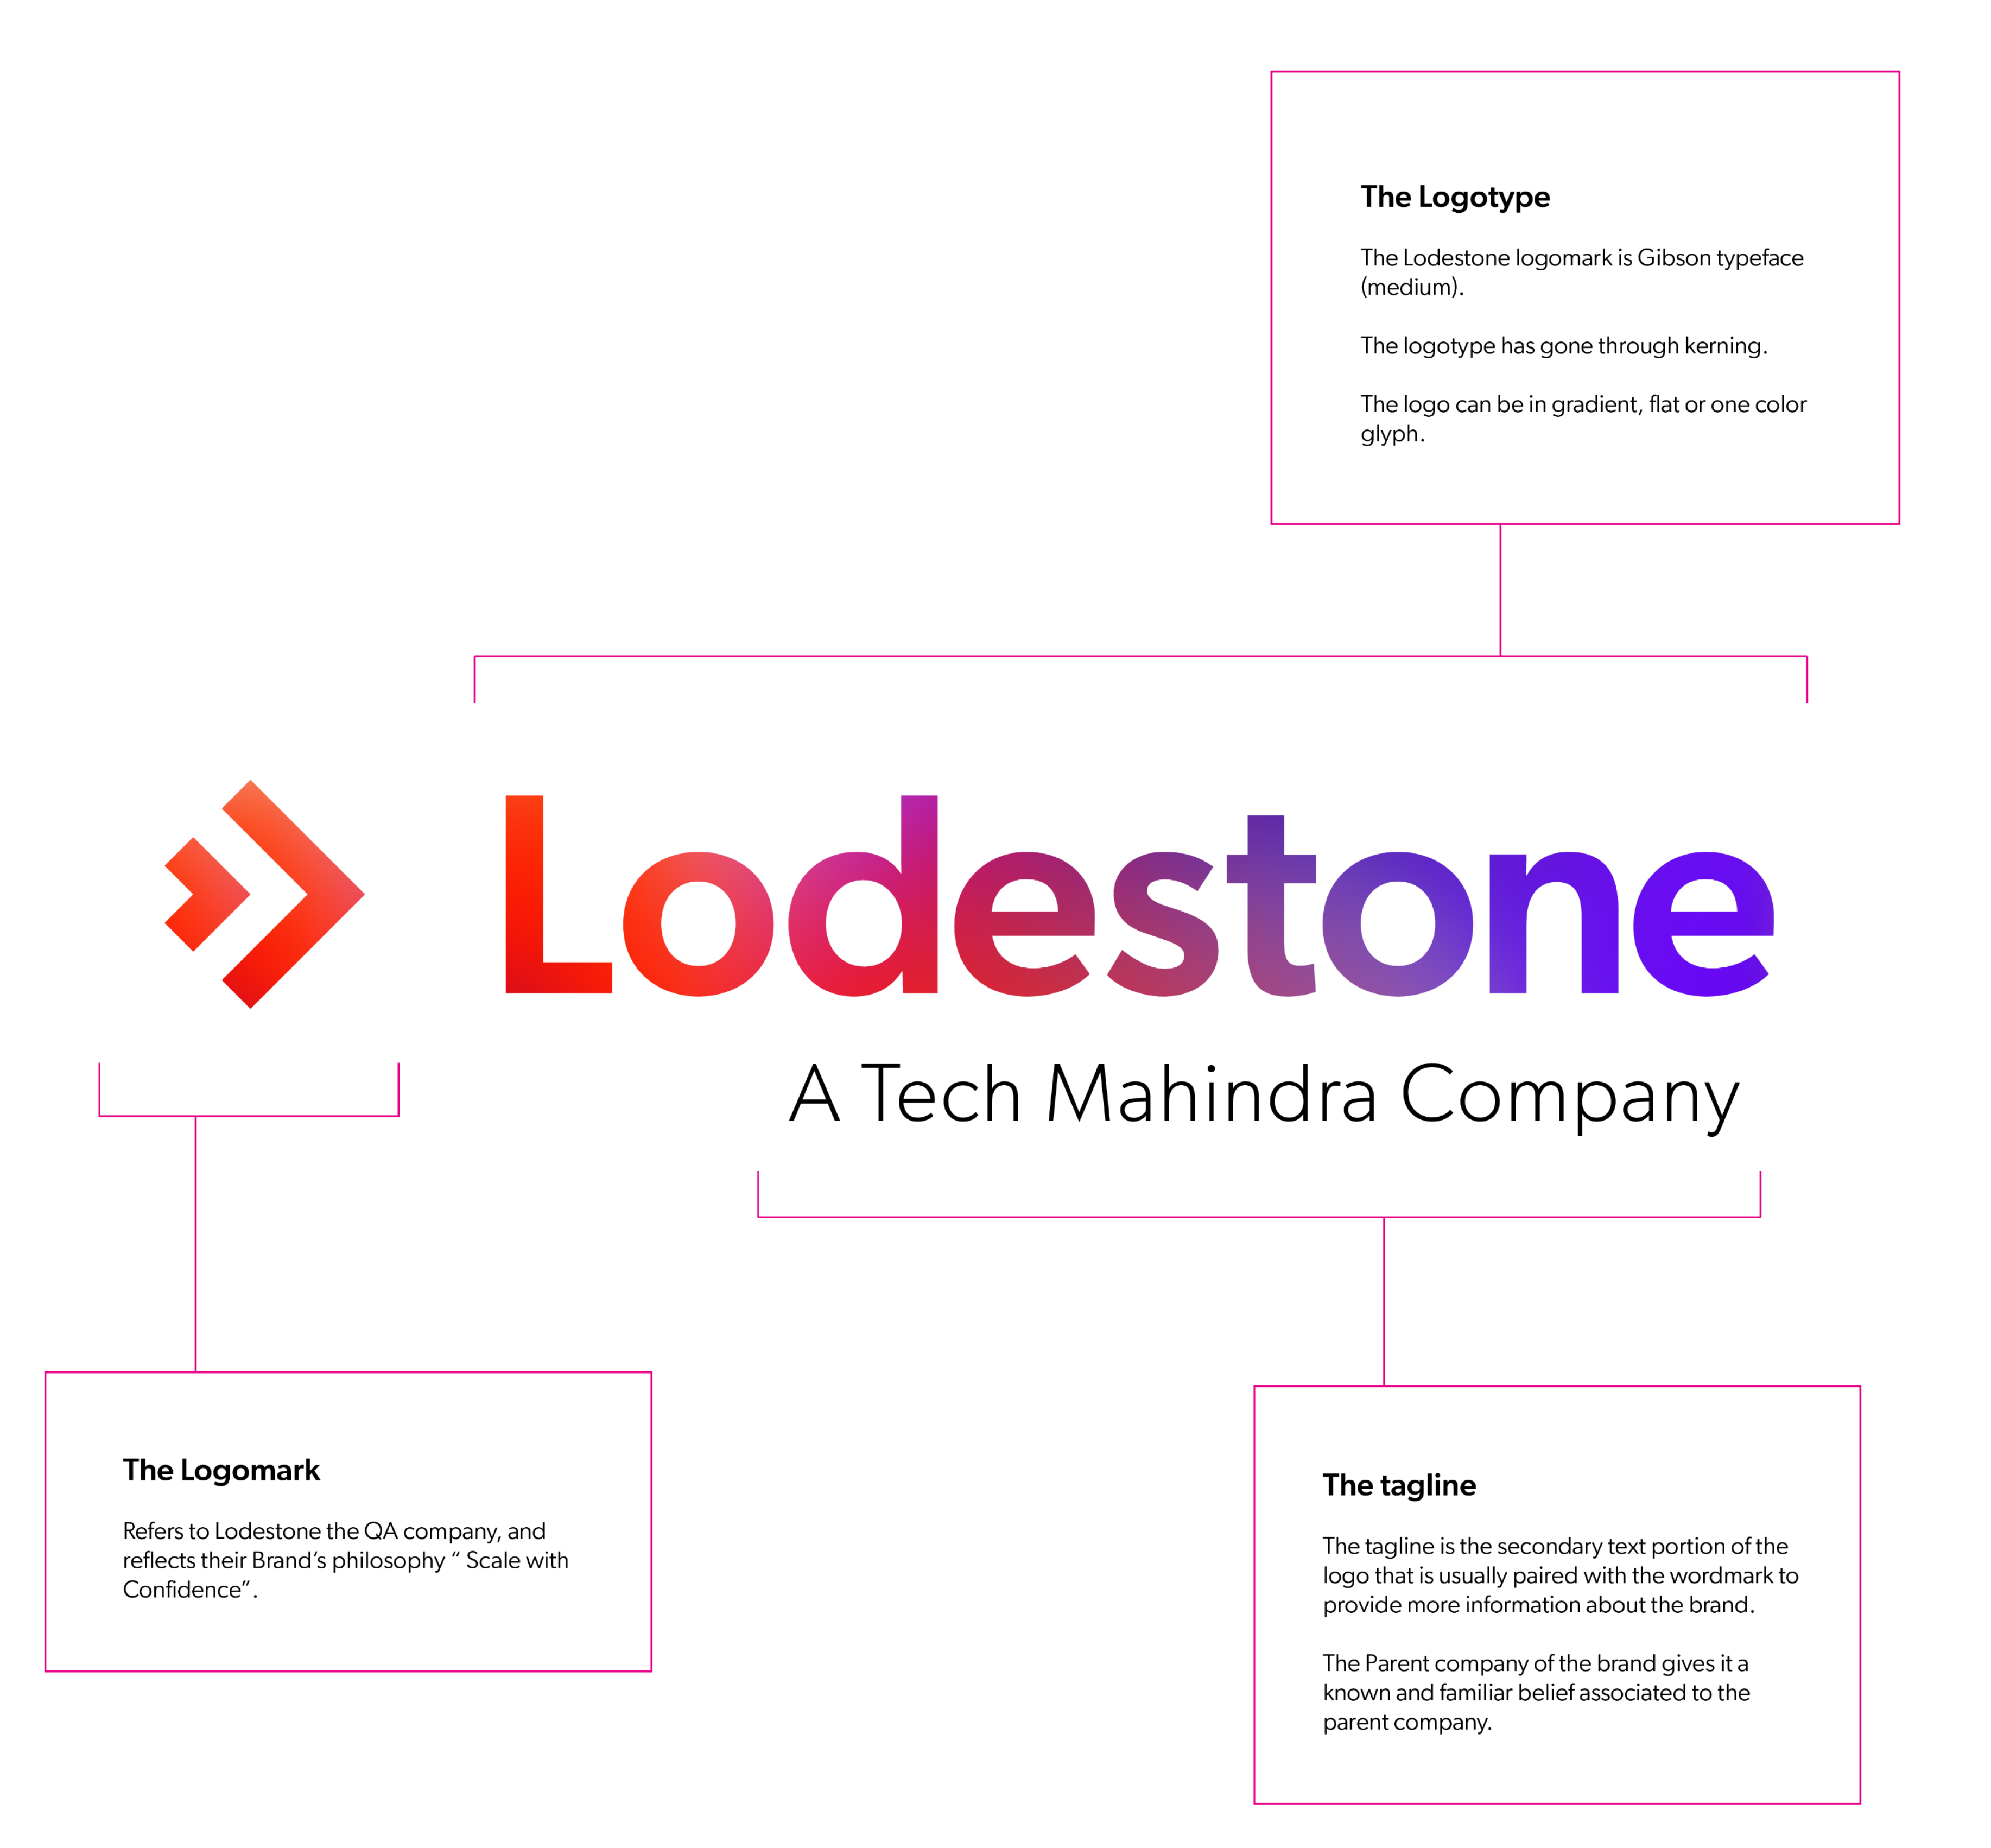 The Logotype
The Lodestone logomark is Gibson typeface
(medium).
The logotype has gone through kerning.
The logo can be in gradient, flat or one color
glyph.
Lodestone
A Tech Mahindra Company
The Logomark
Refers to Lodestone the QA company, and
reflects their Brand’s philosophy “ Scale with
Confidence”.
The tagline
The tagline is the secondary text portion of the
logo that is usually paired with the wordmark to
provide more information about the brand.
The Parent company of the brand gives it a
known and familiar belief associated to the
parent company.